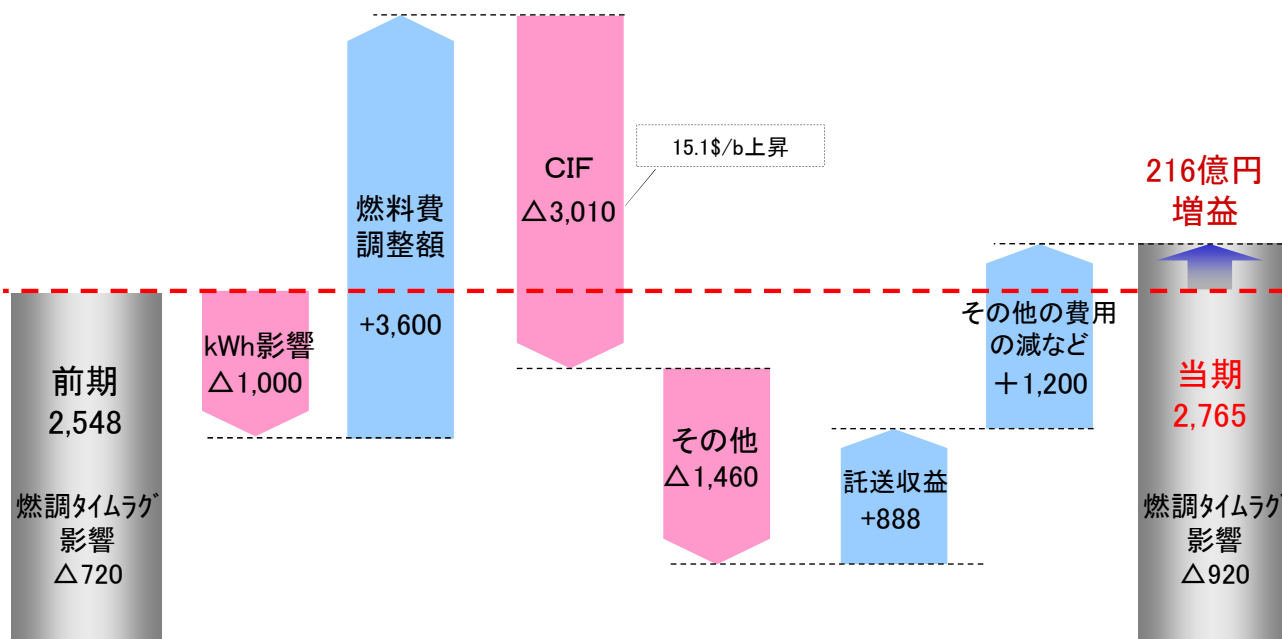 前期
2,548
燃調タイムラグ
影響
△720
kWh影響
△1,000
燃料費
調整額
+3,600
CIF
△3,010
15.1$/b上昇
その他
△1,460
託送収益
+888
その他の費用
の減など
＋1,200
216億円
増益
当期
2,765
燃調タイムラグ
影響
△920